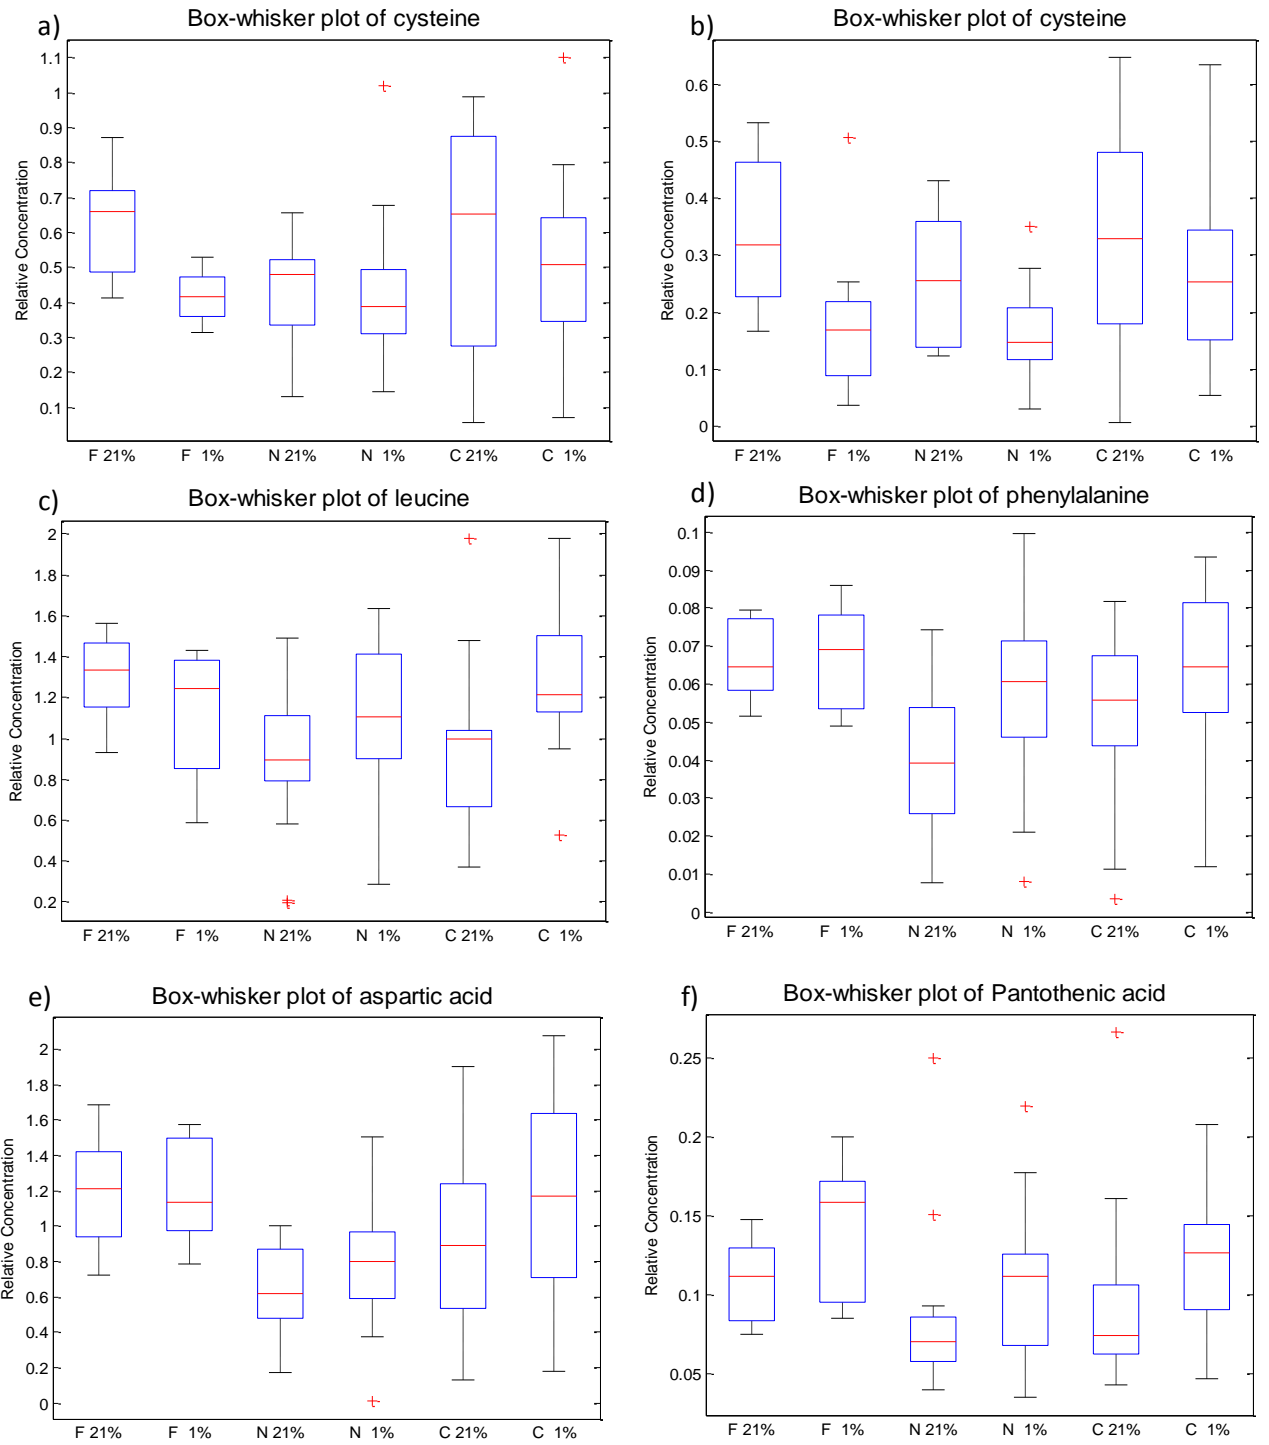 a)
Box-whisker plot of cysteine
Relative Concentration
1.1
1
0.9
0.8
0.7
0.6
0.5
0.4
0.3
0.2
0.1
F 21%
F 1%
N 21%
N 1%
C 21%
C 1%
b)
Box-whisker plot of cysteine
Relative Concentration
0.6
0.5
0.4
0.3
0.2
0.1
0
F 21%
F 1%
N 21%
N 1%
C 21%
C 1%
c)
Box-whisker plot of leucine
Relative Concentration
2
1.8
1.6
1.4
1.2
1
0.8
0.6
0.4
0.2
F 21%
F 1%
N 21%
N 1%
C 21%
C 1%
d)
Box-whisker plot of phenylalanine
Relative Concentration
0.1
0.09
0.08
0.07
0.06
0.05
0.04
0.03
0.02
0.01
0
F 21%
F 1%
N 21%
N 1%
C 21%
C 1%
e)
Box-whisker plot of aspartic acid
Relative Concentration
2
1.8
1.6
1.4
1.2
1
0.8
0.6
0.4
0.2
0
F 21%
F 1%
N 21%
N 1%
C 21%
C 1%
f)
Box-whisker plot of Pantothenic acid
Relative Concentration
0.25
0.2
0.15
0.1
0.05
F 21%
F 1%
N 21%
N 1%
C 21%
C 1%